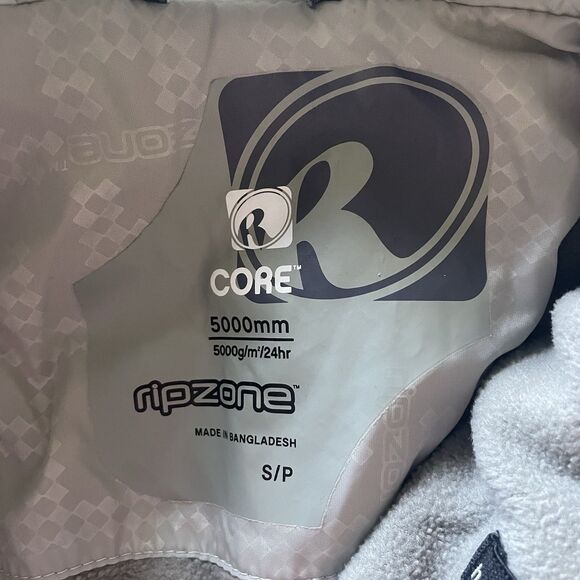 R
R
CORE™
5000mm
5000g/m²/24hr
ripzone™
MADE IN BANGLADESH
S/P